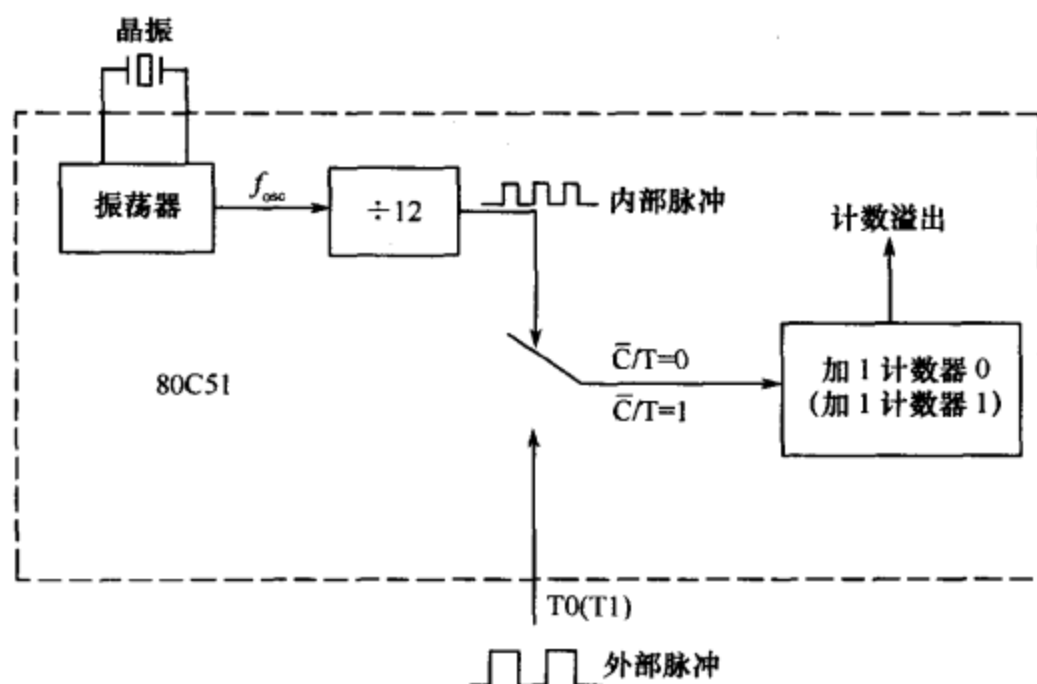 晶振
振荡器
fosc
÷12
内部脉冲
计数溢出
C̅/T=0
C̅/T=1
加 1 计数器 0
(加 1 计数器 1)
80C51
T0(T1)
外部脉冲